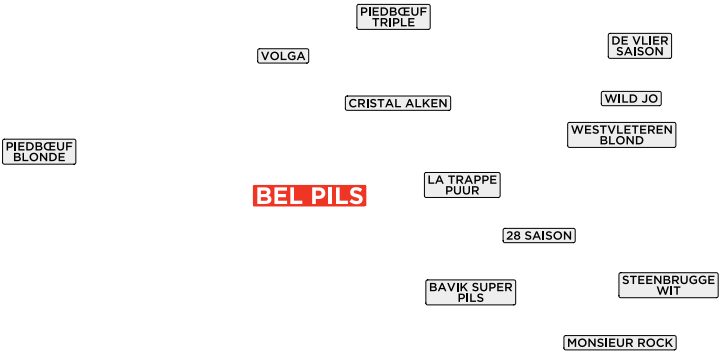 PIEDBŒUF
TRIPLE
VOLGA
DE VLIER
SAISON
CRISTAL ALKEN
WILD JO
WESTVLETEREN
BLOND
PIEDBŒUF
BLONDE
LA TRAPPE
PUUR
BEL PILS
28 SAISON
BAVIK SUPER
PILS
STEENBRUGGE
WIT
MONSIEUR ROCK